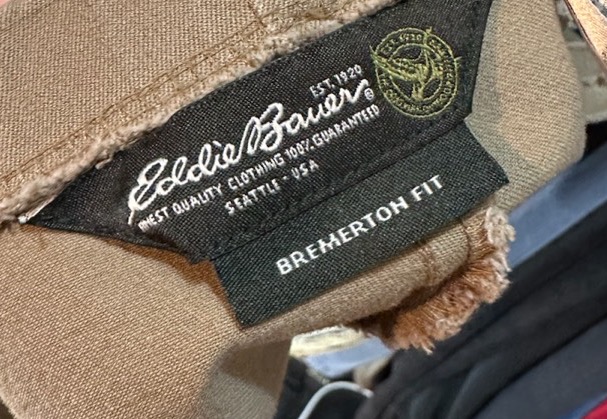 EST. 1920
Eddie Bauer®
QUALITY CLOTHING 100% GUARANTEED
SEATTLE - USA
BREMERTON FIT